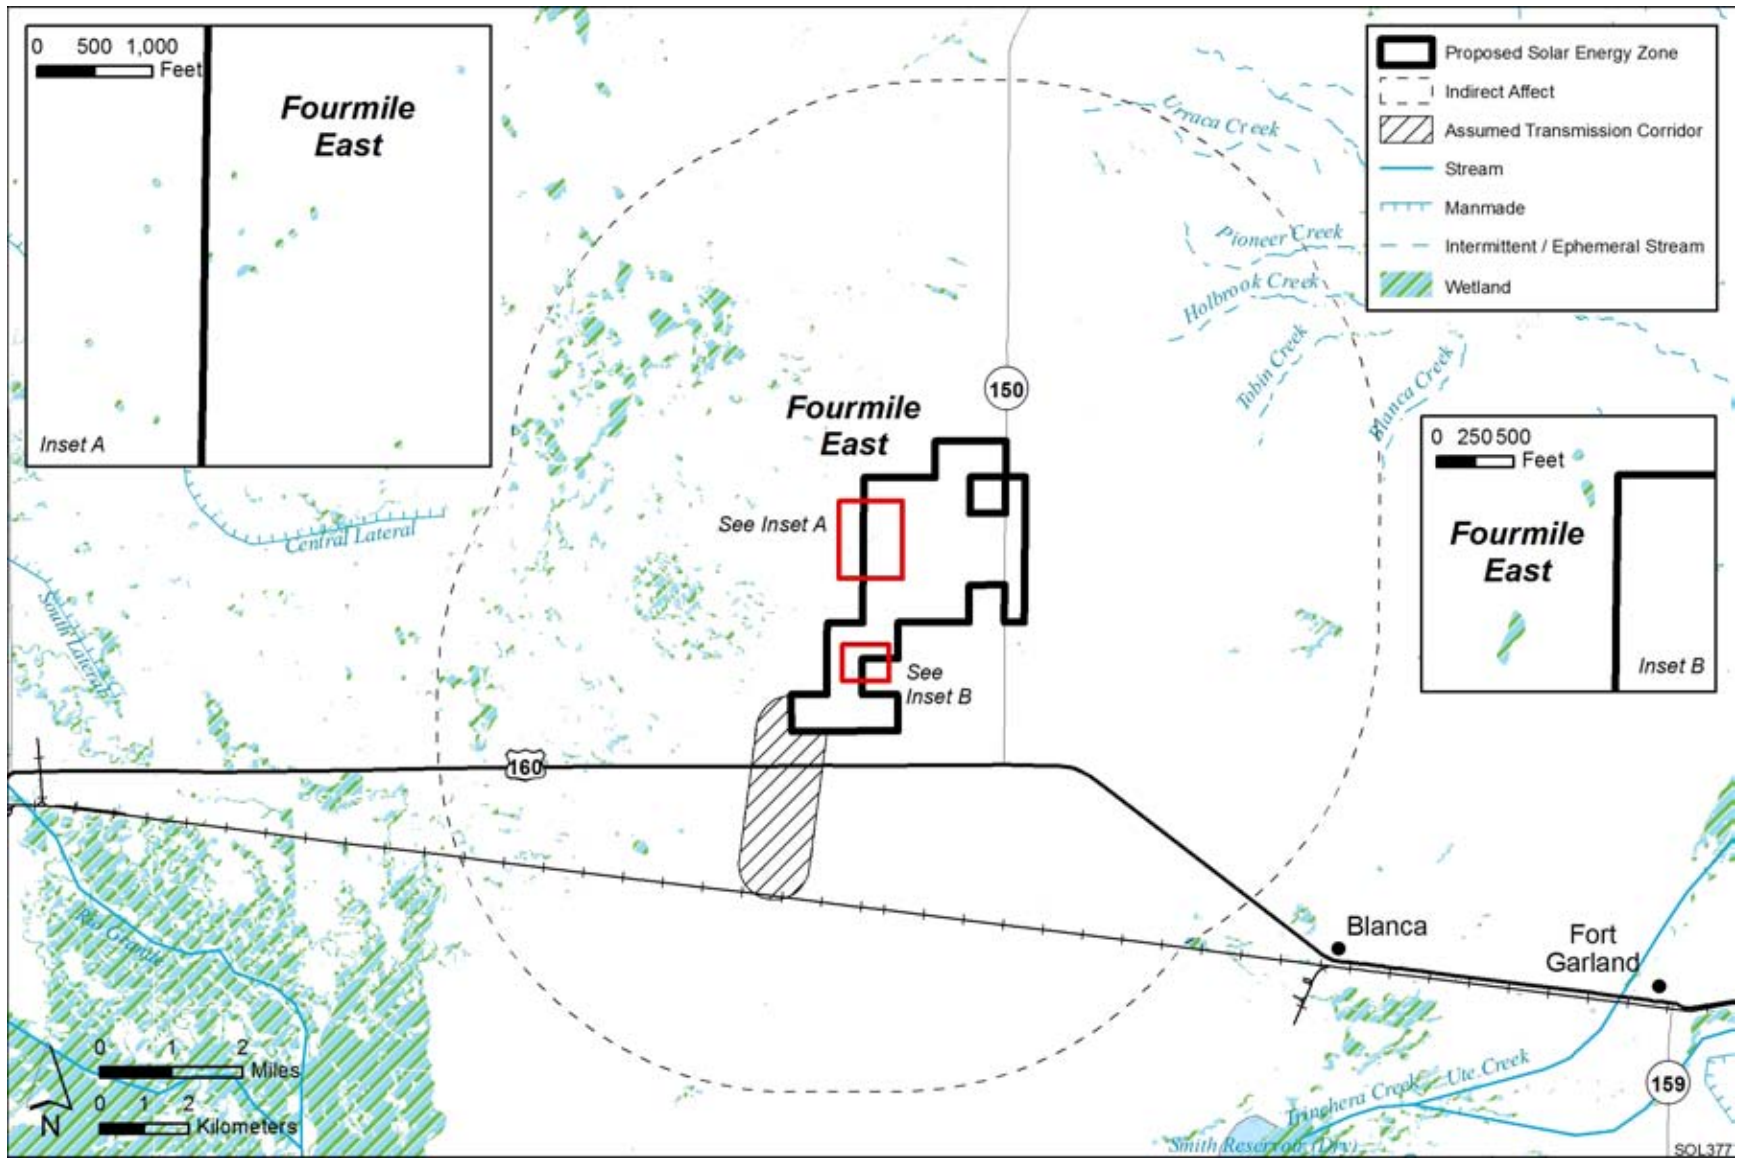 0 500 1,000
Feet
Fourmile
East
Inset A
Proposed Solar Energy Zone
Indirect Affect
Assumed Transmission Corridor
Stream
Manmade
Intermittent / Ephemeral Stream
Wetland
Urraca Creek
Pioneer Creek
Holbrook Creek
Tobin Creek
Blanca Creek
150
Fourmile
East
See Inset A
See
Inset B
0 250 500
Feet
Fourmile
East
Inset B
Central Lateral
South Lateral
160
Rio Grande
Blanca
Fort
Garland
159
Trinchera Creek
Ute Creek
Smith Reservoir (Dry)
0 1 2
Miles
0 1 2
Kilometers
N
SOL377